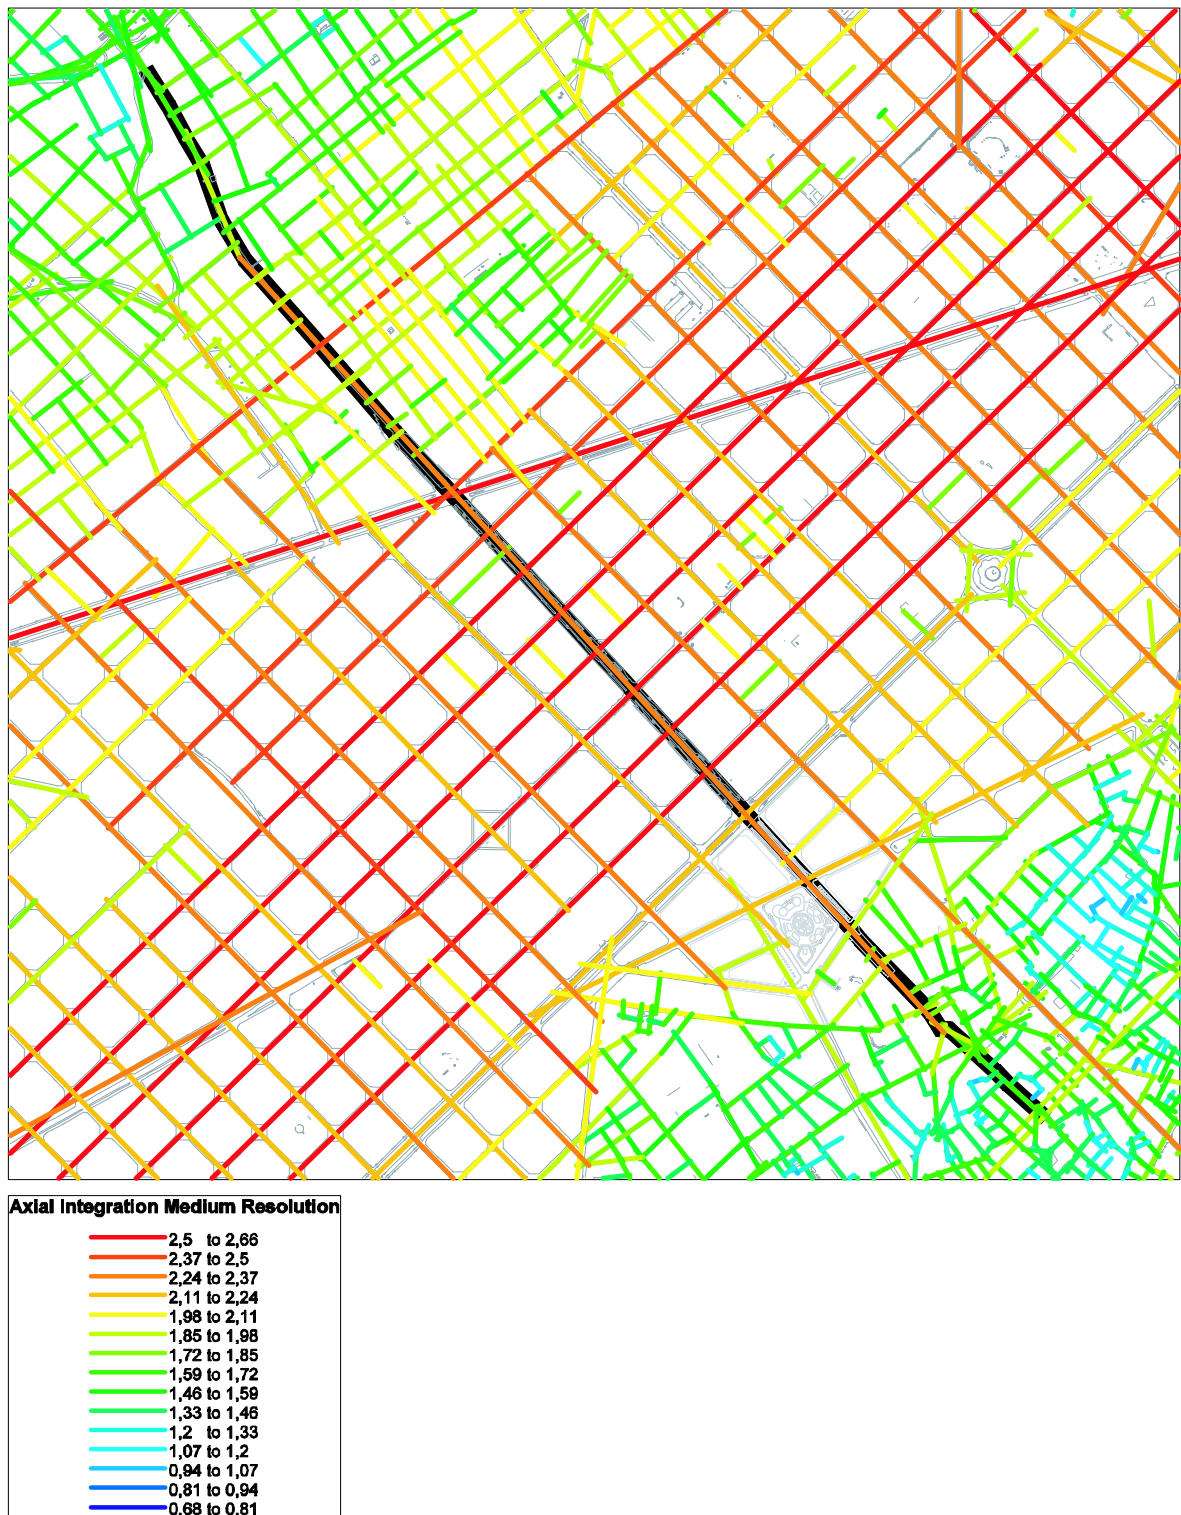 Axial Integration Medium Resolution
2,5 to 2,66
2,37 to 2,5
2,24 to 2,37
2,11 to 2,24
1,98 to 2,11
1,85 to 1,98
1,72 to 1,85
1,59 to 1,72
1,46 to 1,59
1,33 to 1,46
1,2 to 1,33
1,07 to 1,2
0,94 to 1,07
0,81 to 0,94
0,68 to 0,81